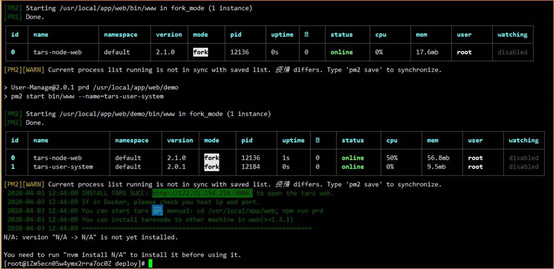 [PM2] Starting /usr/local/app/web/bin/www in fork_mode (1 instance)
[PM2] Done.
id name namespace version mode pid uptime status cpu mem user watching
0 tars-node-web default 2.1.0 fork 12136 0s 0 online 0% 17.6mb root disabled
[PM2][WARN] Current process list running is not in sync with saved list. differs. Type 'pm2 save' to synchronize.
> User-Manage@2.0.1 prd /usr/local/app/web/demo
> pm2 start bin/www --name=tars-user-system
[PM2] Starting /usr/local/app/web/demo/bin/www in fork_mode (1 instance)
[PM2] Done.
id name namespace version mode pid uptime status cpu mem user watching
0 tars-node-web default 2.1.0 fork 12136 1s 0 online 50% 56.8mb root disabled
1 tars-user-system default 2.0.1 fork 12184 0s 0 online 0% 9.5mb root disabled
[PM2][WARN] Current process list running is not in sync with saved list. differs. Type 'pm2 save' to synchronize.
2020-04-03 12:44:09 INSTALL TARS SUCC: to open the tars web.
2020-04-03 12:44:09 If in Docker, please check you host ip and port.
2020-04-03 12:44:09 You can start tars web manual: cd /usr/local/app/web; npm run prd
2020-04-03 12:44:09 You can install tarsnode to other machine in web(>=1.3.1)
2020-04-03 12:44:09
N/A: version "N/A -> N/A" is not yet installed.
You need to run "nvm install N/A" to install it before using it.
[root@iZm5ecn05w4ymx2rra7oc0Z deploy]#